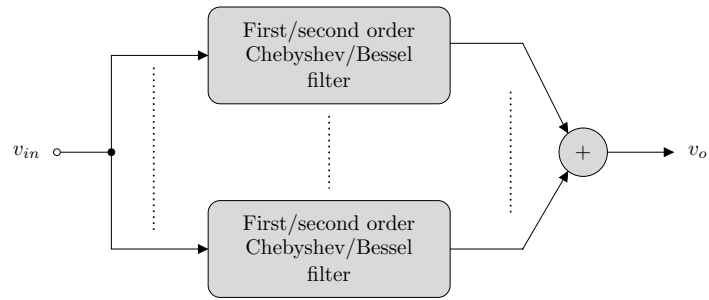 First/second order
Chebyshev/Bessel
filter
v_in
+
v_o
First/second order
Chebyshev/Bessel
filter